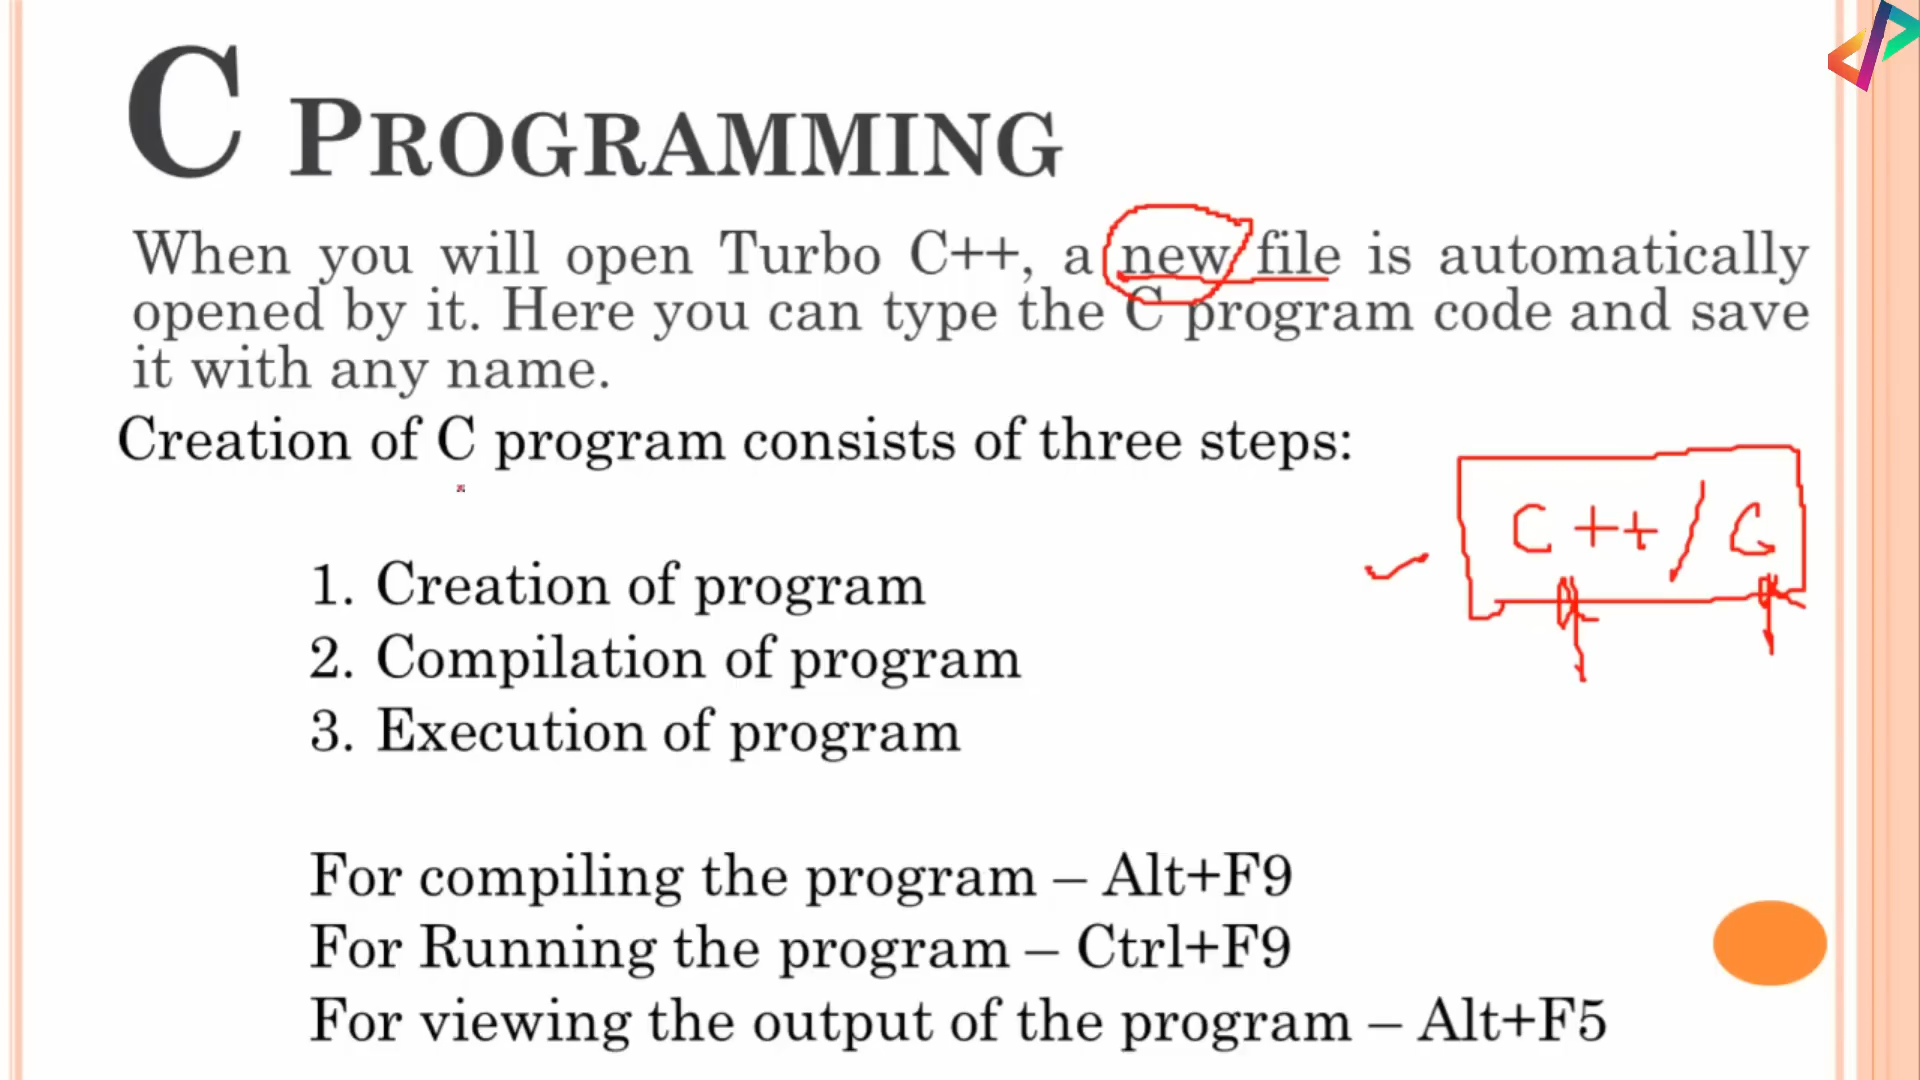 C PROGRAMMING
When you will open Turbo C++, a new file is automatically
opened by it. Here you can type the C program code and save
it with any name.
Creation of C program consists of three steps:
C++/C
1. Creation of program
2. Compilation of program
3. Execution of program
For compiling the program – Alt+F9
For Running the program – Ctrl+F9
For viewing the output of the program – Alt+F5